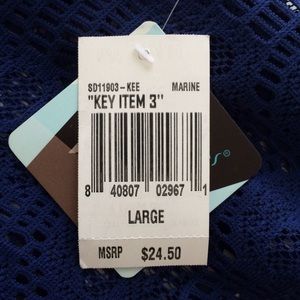 SD11903-KEE MARINE
"KEY ITEM 3"
8 40807 02967 1
LARGE
MSRP $24.50